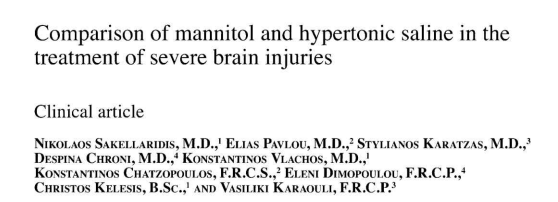 Comparison of mannitol and hypertonic saline in the
treatment of severe brain injuries
Clinical article
NIKOLAOS SAKELLARIDIS, M.D.,¹ ELIAS PAVLOU, M.D.,² STYLIANOS KARATZAS, M.D.,³
DESPINA CHRONI, M.D.,⁴ KONSTANTINOS VLACHOS, M.D.,¹
KONSTANTINOS CHATZOPOULOS, F.R.C.S.,² ELENI DIMOPOULOU, F.R.C.P.,⁴
CHRISTOS KELESIS, B.SC.,¹ AND VASILIKI KARAOULI, F.R.C.P.³